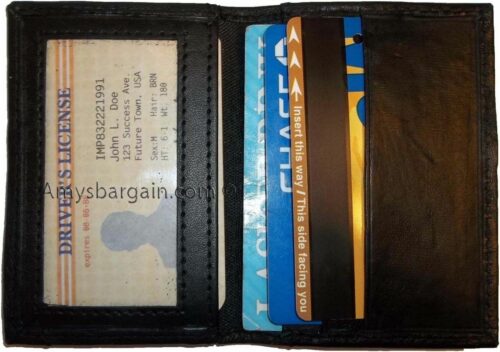 DRIVER'S LICENSE
expires
IMP832221991
John L. Doe
123 Success Ave.
Future Town, USA
Sex:M Hair: BRN
HT: 6-1 Wt. 180
Amysbargain.com
CHASE
Insert this way / This side facing you